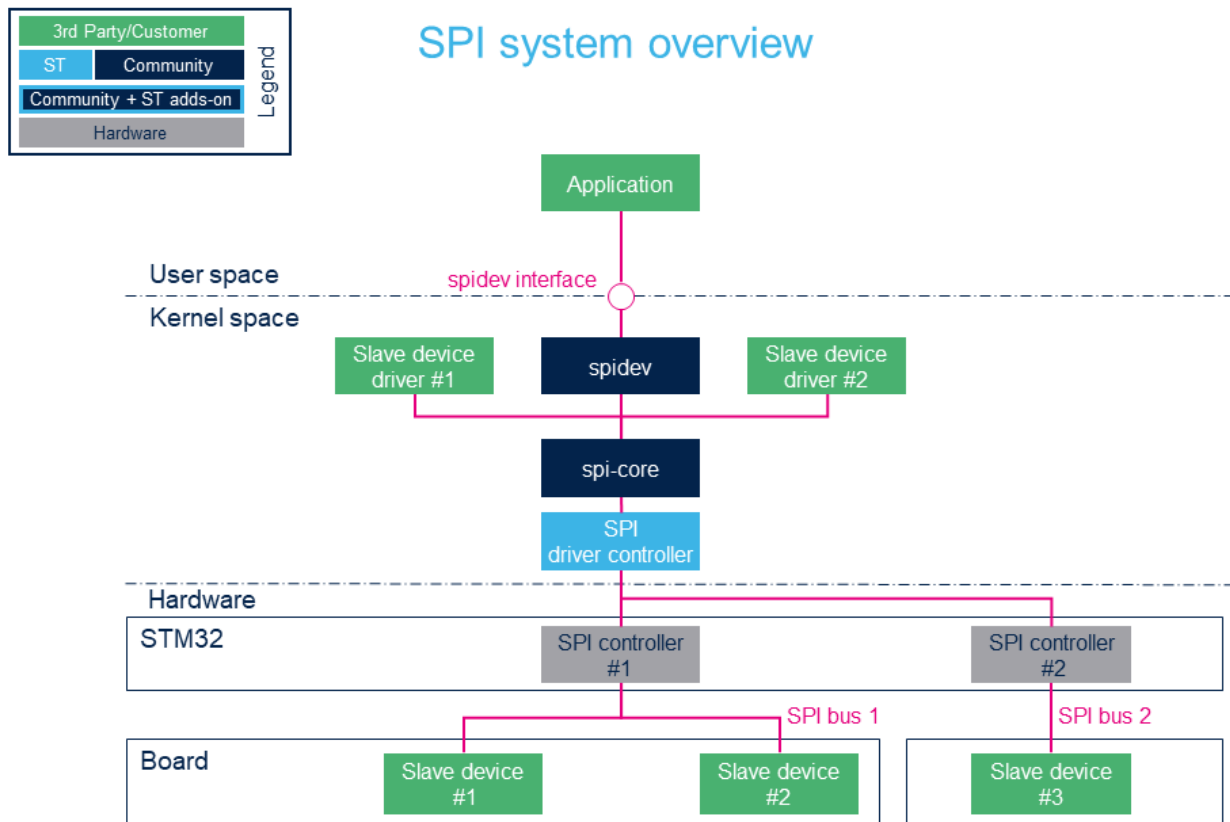 3rd Party/Customer
ST
Community
Community + ST adds-on
Hardware
Legend
SPI system overview
Application
User space
spidev interface
Kernel space
Slave device
driver #1
spidev
Slave device
driver #2
spi-core
SPI
driver controller
Hardware
STM32
SPI controller
#1
SPI controller
#2
SPI bus 1
SPI bus 2
Board
Slave device
#1
Slave device
#2
Slave device
#3